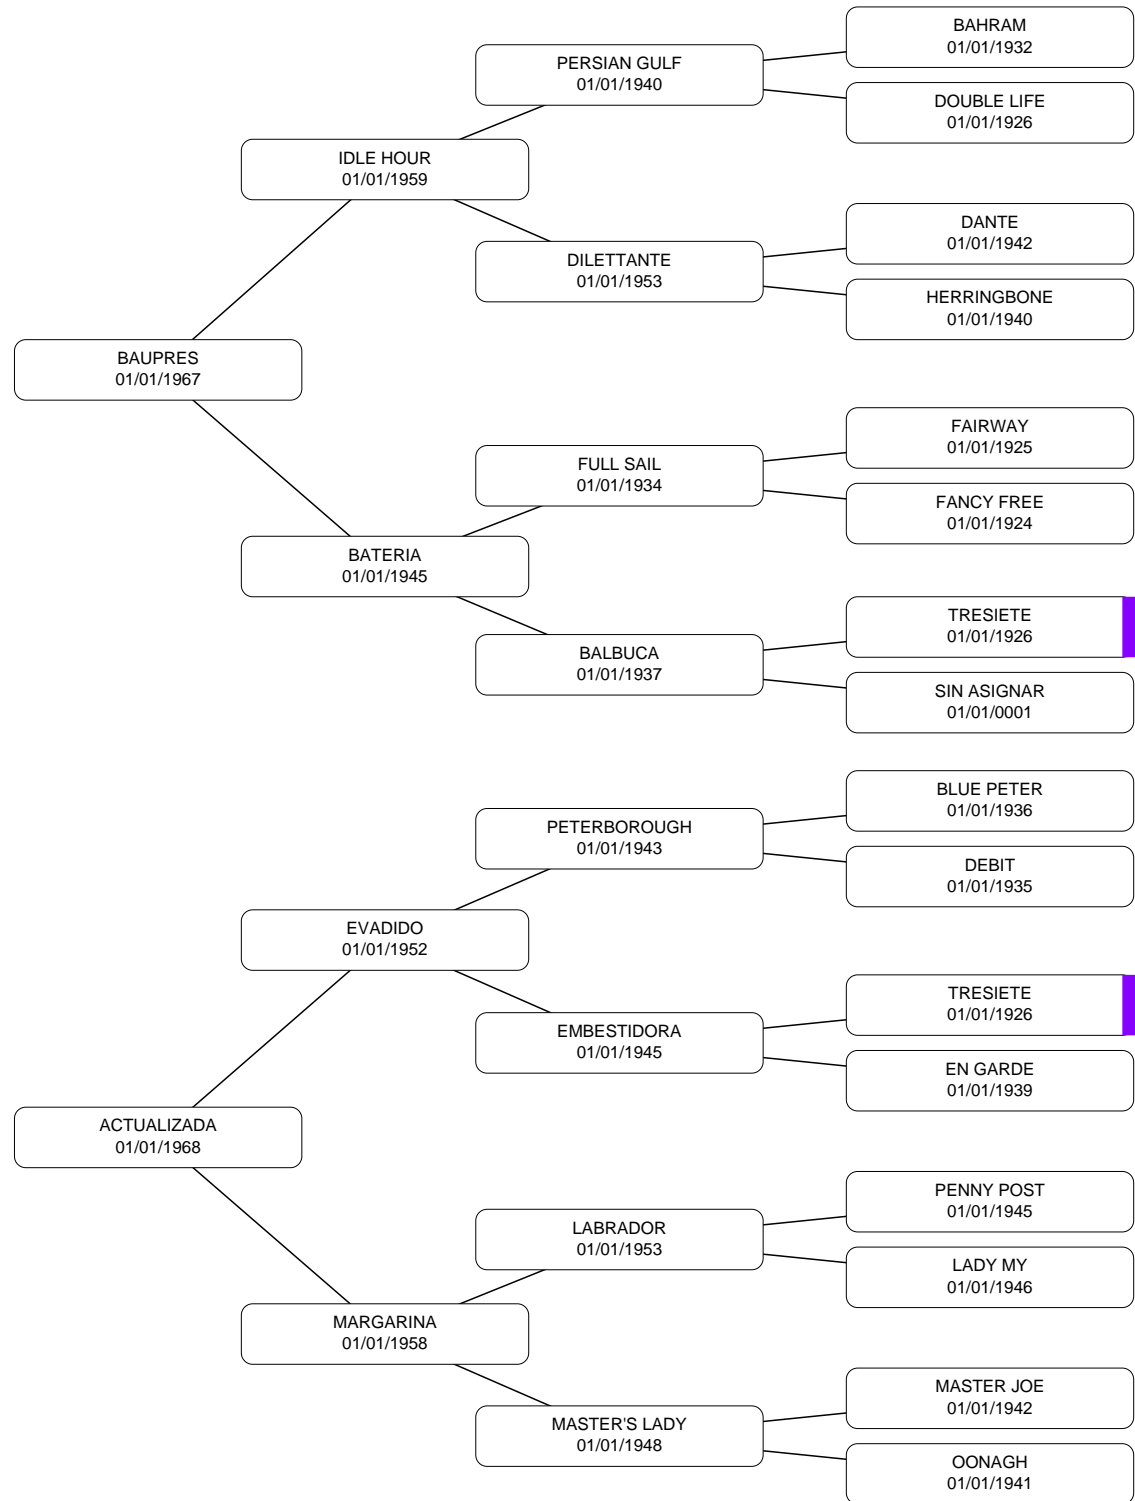 BAHRAM
01/01/1932
PERSIAN GULF
01/01/1940
DOUBLE LIFE
01/01/1926
IDLE HOUR
01/01/1959
DANTE
01/01/1942
DILETTANTE
01/01/1953
HERRINGBONE
01/01/1940
BAUPRES
01/01/1967
FAIRWAY
01/01/1925
FULL SAIL
01/01/1934
FANCY FREE
01/01/1924
BATERIA
01/01/1945
TRESIETE
01/01/1926
BALBUCA
01/01/1937
SIN ASIGNAR
01/01/0001
BLUE PETER
01/01/1936
PETERBOROUGH
01/01/1943
DEBIT
01/01/1935
EVADIDO
01/01/1952
TRESIETE
01/01/1926
EMBESTIDORA
01/01/1945
EN GARDE
01/01/1939
ACTUALIZADA
01/01/1968
PENNY POST
01/01/1945
LABRADOR
01/01/1953
LADY MY
01/01/1946
MARGARINA
01/01/1958
MASTER JOE
01/01/1942
MASTER'S LADY
01/01/1948
OONAGH
01/01/1941